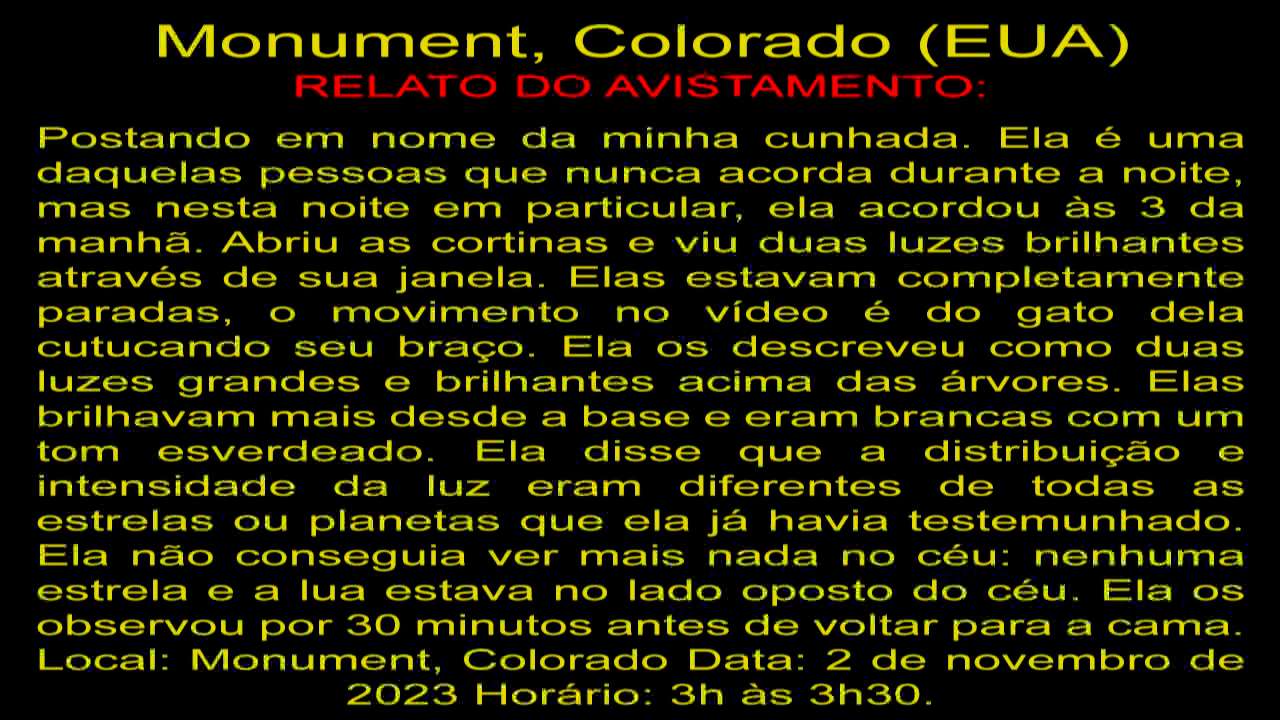 Monument, Colorado (EUA)
RELATO DO AVISTAMENTO:
Postando em nome da minha cunhada. Ela é uma
daquelas pessoas que nunca acorda durante a noite,
mas nesta noite em particular, ela acordou às 3 da
manhã. Abriu as cortinas e viu duas luzes brilhantes
através de sua janela. Elas estavam completamente
paradas, o movimento no vídeo é do gato dela
cutucando seu braço. Ela os descreveu como duas
luzes grandes e brilhantes acima das árvores. Elas
brilhavam mais desde a base e eram brancas com um
tom esverdeado. Ela disse que a distribuição e
intensidade da luz eram diferentes de todas as
estrelas ou planetas que ela já havia testemunhado.
Ela não conseguia ver mais nada no céu: nenhuma
estrela e a lua estava no lado oposto do céu. Ela os
observou por 30 minutos antes de voltar para a cama.
Local: Monument, Colorado Data: 2 de novembro de
2023 Horário: 3h às 3h30.